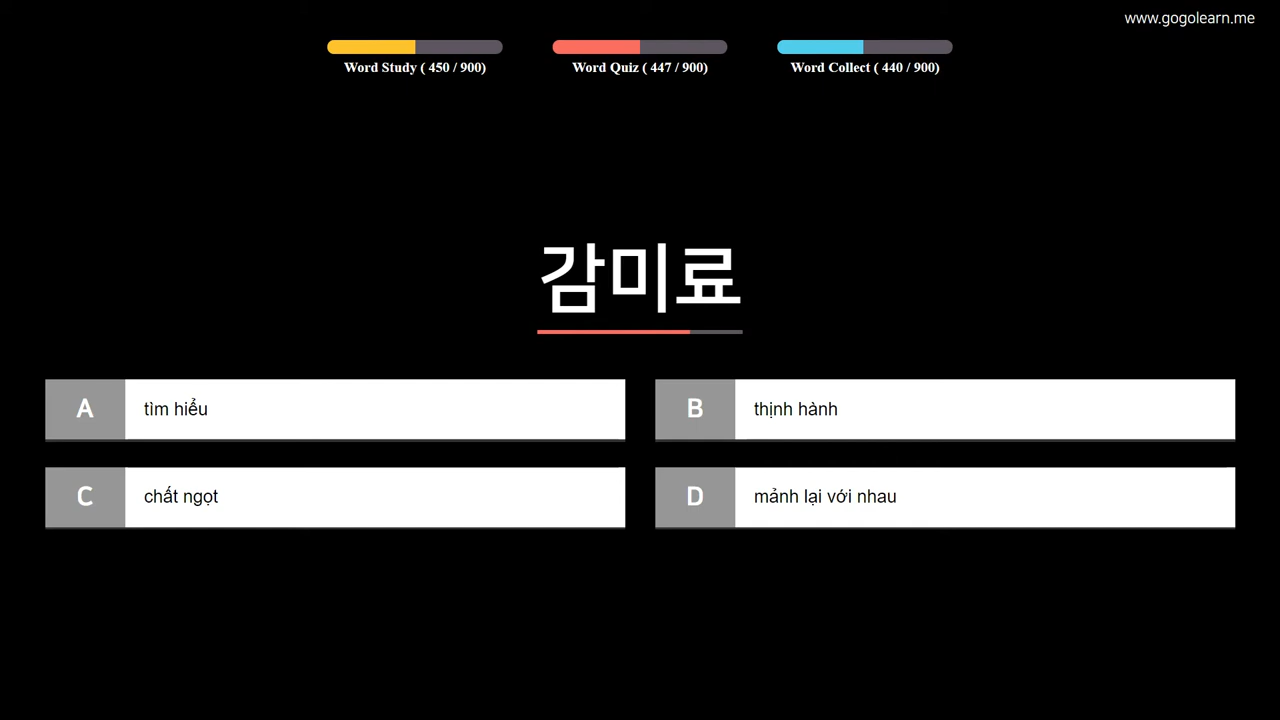 www.gogolearn.me
Word Study ( 450 / 900)
Word Quiz ( 447 / 900)
Word Collect ( 440 / 900)
감미료
A tìm hiểu
B thịnh hành
C chất ngọt
D mảnh lại với nhau